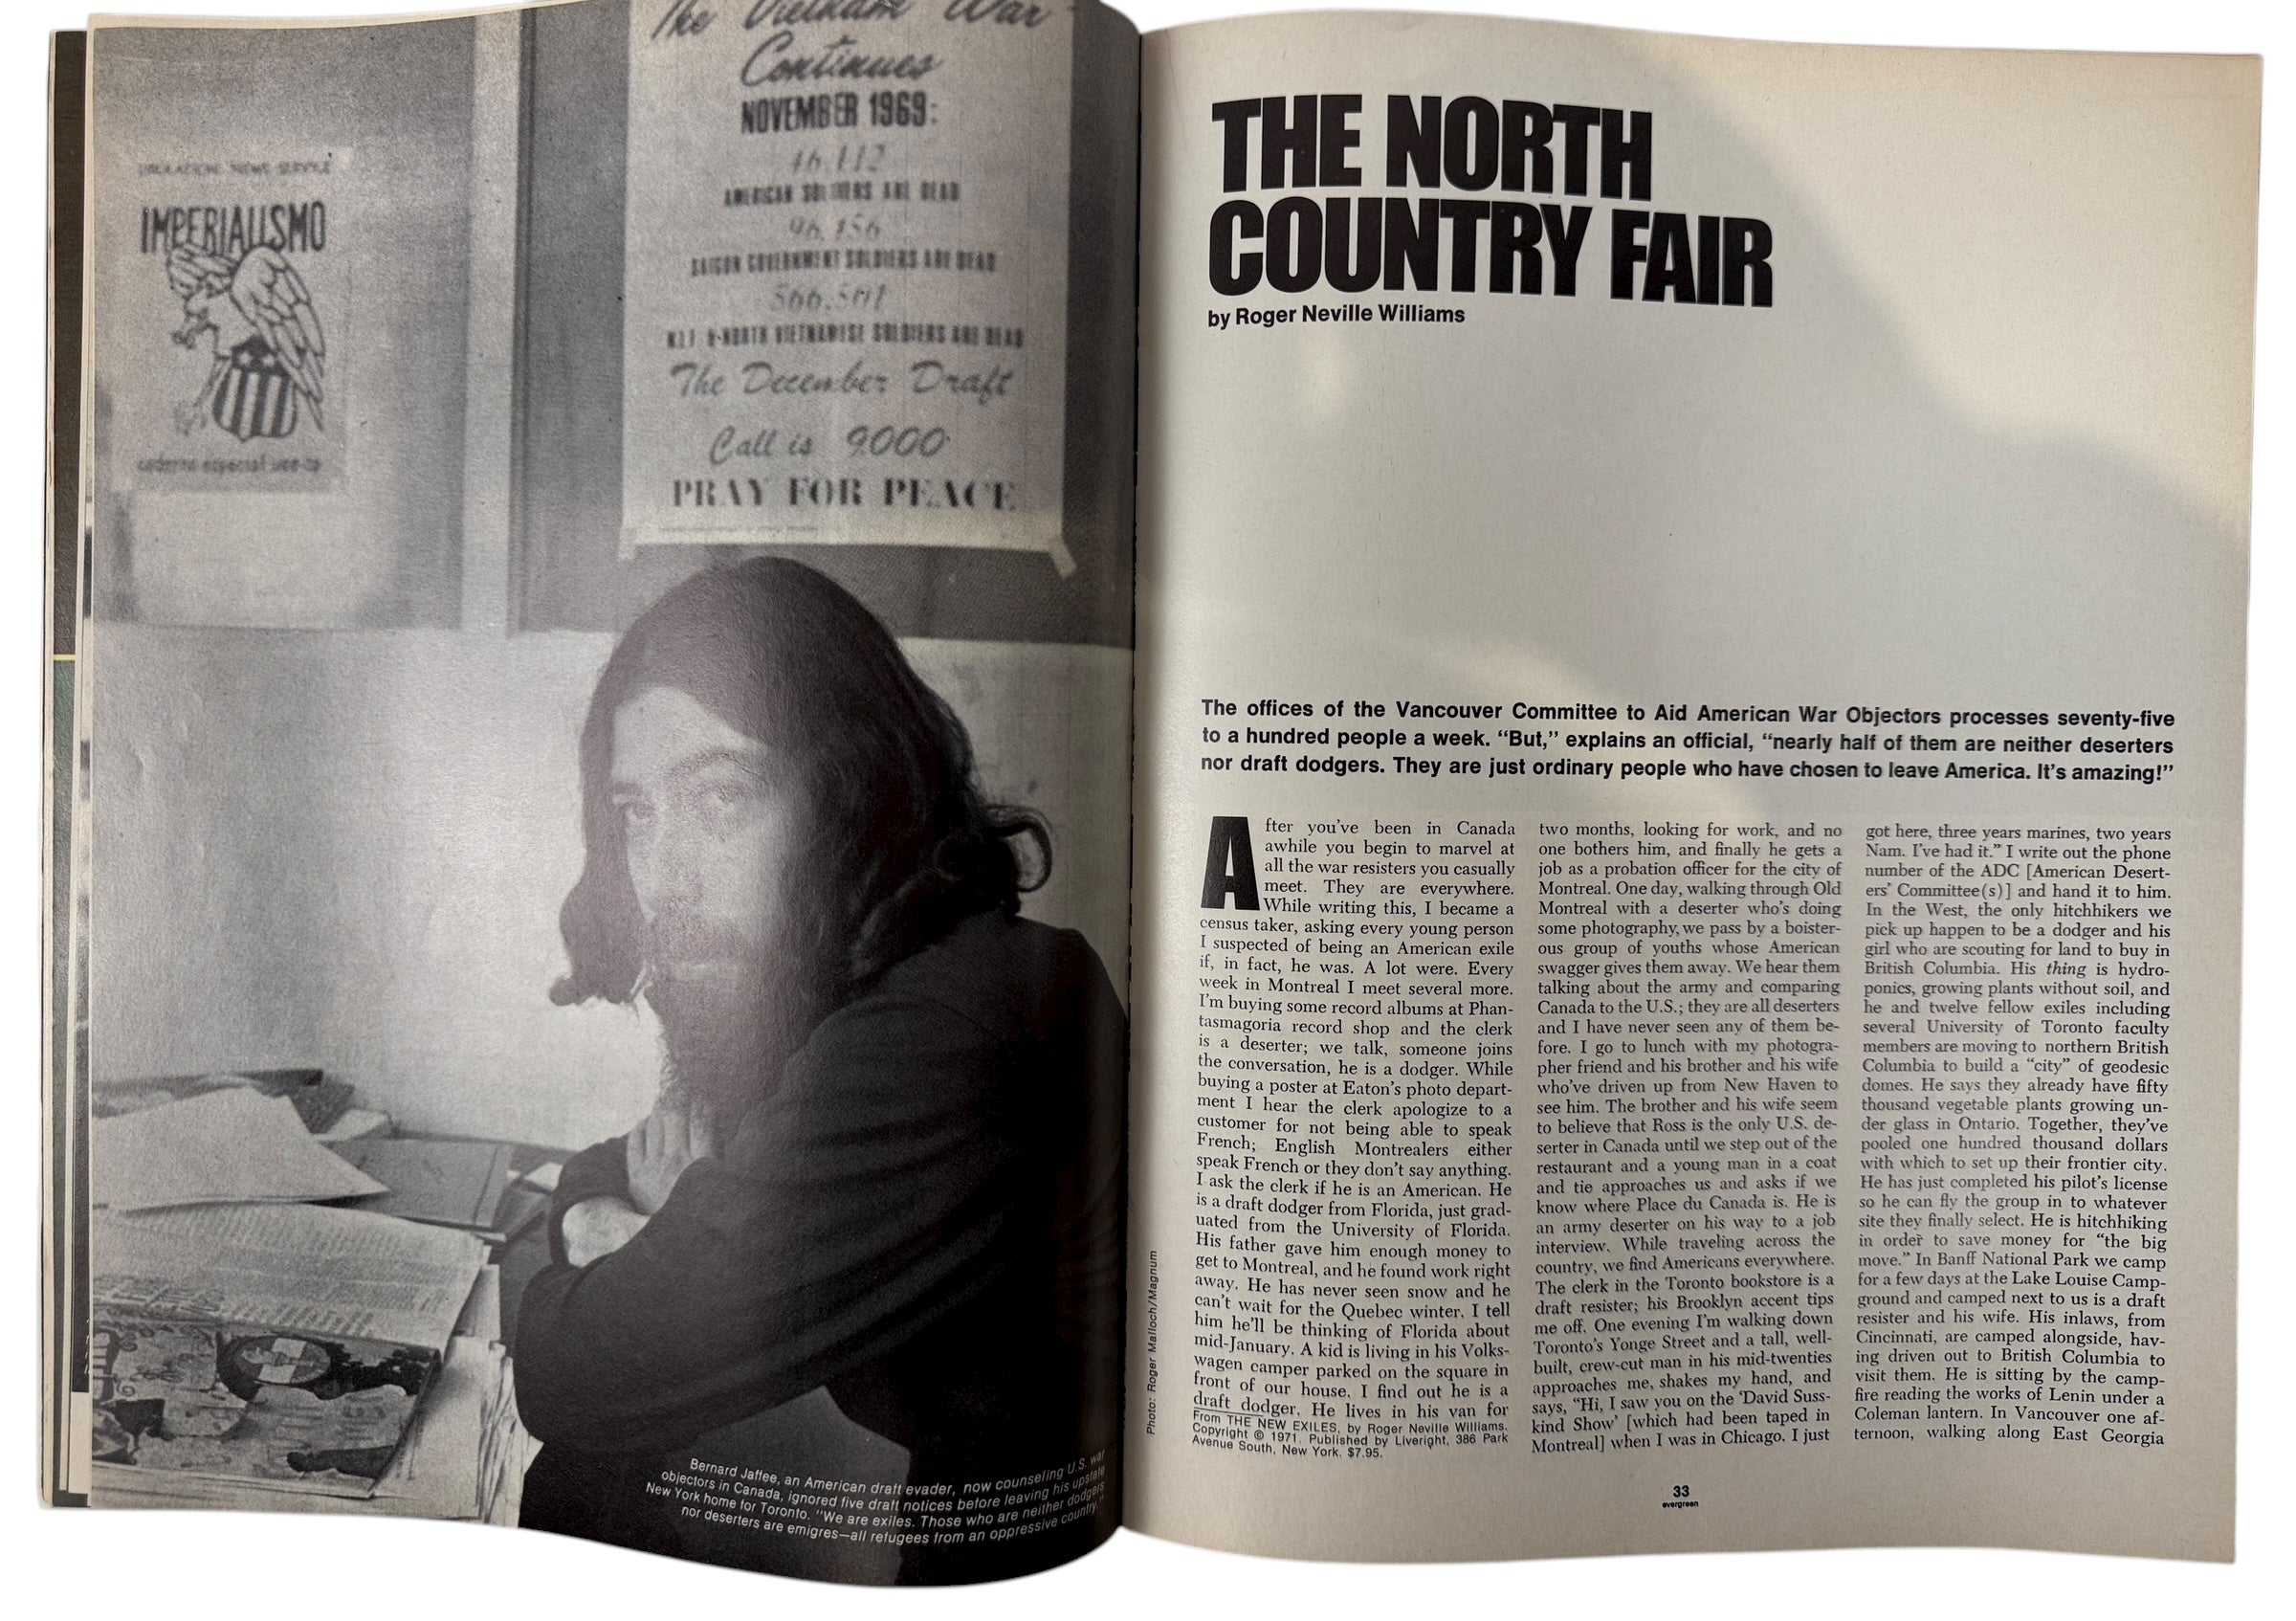 The Vietnam War
Continues
NOVEMBER 1969:
46,112
AMERICAN SOLDIERS ARE DEAD
SAIGON GOVERNMENT SOLDIERS ARE DEAD
N.L.F. & NORTH VIETNAMESE SOLDIERS ARE DEAD
The December Draft
Call is 9000
PRAY FOR PEACE
NEWS SERVICE
IMPERIALISMO
especial
Bernard Jaffee, an American draft evader, now counseling U.S. war
objectors in Canada, ignored five draft notices before leaving his upstate
New York home for Toronto. "We are exiles. Those who are neither dodgers
nor deserters are emigres—all refugees from an oppressive country."
Photo: Roger Malloch/Magnum
THE NORTH
COUNTRY FAIR
by Roger Neville Williams
The offices of the Vancouver Committee to Aid American War Objectors processes seventy-five
to a hundred people a week. “But,” explains an official, “nearly half of them are neither deserters
nor draft dodgers. They are just ordinary people who have chosen to leave America. It’s amazing!”
After you’ve been in Canada
awhile you begin to marvel at
all the war resisters you casually
meet. They are everywhere.
While writing this, I became a
census taker, asking every young person
I suspected of being an American exile
if, in fact, he was. A lot were. Every
week in Montreal I meet several more.
I’m buying some record albums at Phan-
tasmagoria record shop and the clerk
is a deserter; we talk, someone joins
the conversation, he is a dodger. While
buying a poster at Eaton’s photo depart-
ment I hear the clerk apologize to a
customer for not being able to speak
French; English Montrealers either
speak French or they don’t say anything.
I ask the clerk if he is an American. He
is a draft dodger from Florida, just grad-
uated from the University of Florida.
His father gave him enough money to
get to Montreal, and he found work right
away. He has never seen snow and he
can’t wait for the Quebec winter. I tell
him he’ll be thinking of Florida about
mid-January. A kid is living in his Volks-
wagen camper parked on the square in
front of our house. I find out he is a
draft dodger. He lives in his van for
From THE NEW EXILES, by Roger Neville Williams.
Copyright © 1971. Published by Liveright, 386 Park
Avenue South, New York. $7.95.
two months, looking for work, and no
one bothers him, and finally he gets a
job as a probation officer for the city of
Montreal. One day, walking through Old
Montreal with a deserter who’s doing
some photography, we pass by a boister-
ous group of youths whose American
swagger gives them away. We hear them
talking about the army and comparing
Canada to the U.S.; they are all deserters
and I have never seen any of them be-
fore. I go to lunch with my photogra-
pher friend and his brother and his wife
who’ve driven up from New Haven to
see him. The brother and his wife seem
to believe that Ross is the only U.S. de-
serter in Canada until we step out of the
restaurant and a young man in a coat
and tie approaches us and asks if we
know where Place du Canada is. He is
an army deserter on his way to a job
interview. While traveling across the
country, we find Americans everywhere.
The clerk in the Toronto bookstore is a
draft resister; his Brooklyn accent tips
me off. One evening I’m walking down
Toronto’s Yonge Street and a tall, well-
built, crew-cut man in his mid-twenties
approaches me, shakes my hand, and
says, “Hi, I saw you on the ‘David Suss-
kind Show’ [which had been taped in
Montreal] when I was in Chicago. I just
got here, three years marines, two years
Nam. I’ve had it.” I write out the phone
number of the ADC [American Desert-
ers’ Committee(s)] and hand it to him.
In the West, the only hitchhikers we
pick up happen to be a dodger and his
girl who are scouting for land to buy in
British Columbia. His thing is hydro-
ponics, growing plants without soil, and
he and twelve fellow exiles including
several University of Toronto faculty
members are moving to northern British
Columbia to build a “city” of geodesic
domes. He says they already have fifty
thousand vegetable plants growing un-
der glass in Ontario. Together, they’ve
pooled one hundred thousand dollars
with which to set up their frontier city.
He has just completed his pilot’s license
so he can fly the group in to whatever
site they finally select. He is hitchhiking
in order to save money for “the big
move.” In Banff National Park we camp
for a few days at the Lake Louise Camp-
ground and camped next to us is a draft
resister and his wife. His inlaws, from
Cincinnati, are camped alongside, hav-
ing driven out to British Columbia to
visit them. He is sitting by the camp-
fire reading the works of Lenin under a
Coleman lantern. In Vancouver one af-
ternoon, walking along East Georgia
33
evergreen